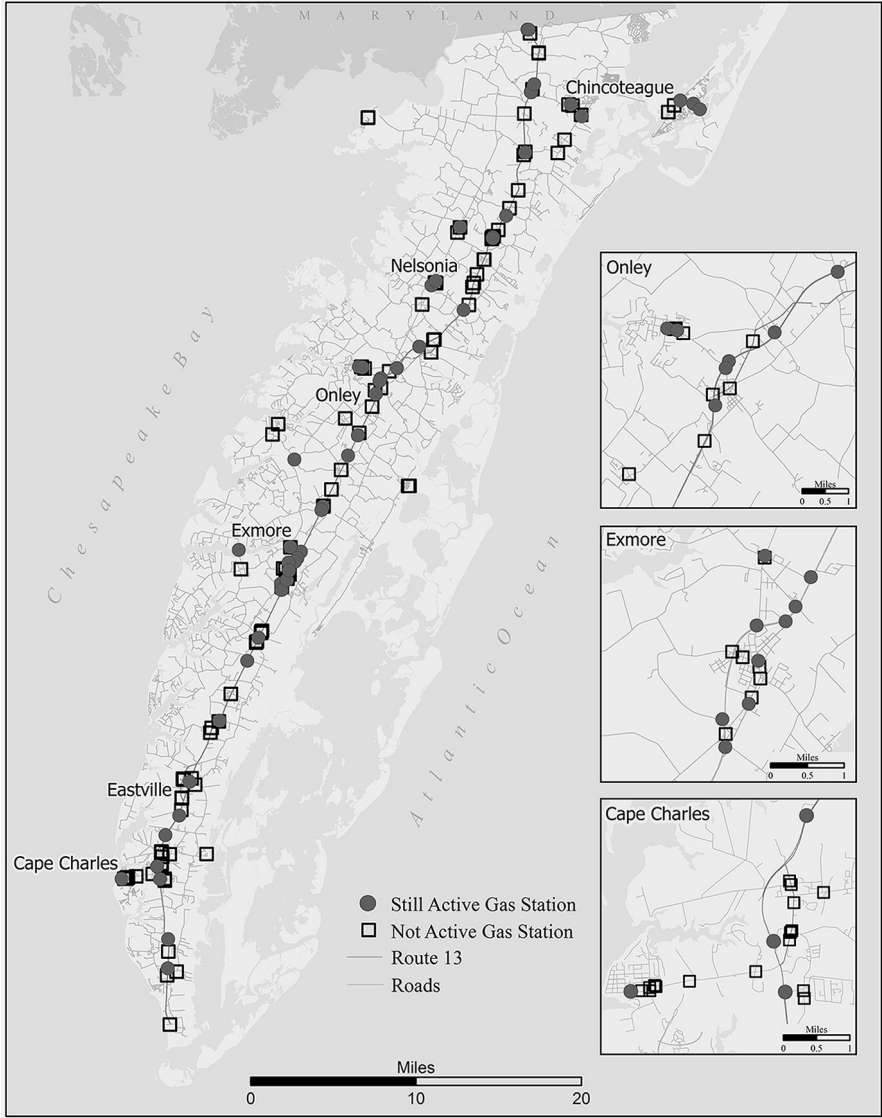 MARYLAND
Chincoteague
Nelsonia
Onley
Exmore
Eastville
Cape Charles
Chesapeake Bay
Atlantic Ocean
Still Active Gas Station
Not Active Gas Station
Route 13
Roads
Miles
0 10 20
Onley
Miles
0 0.5 1
Exmore
Miles
0 0.5 1
Cape Charles
Miles
0 0.5 1